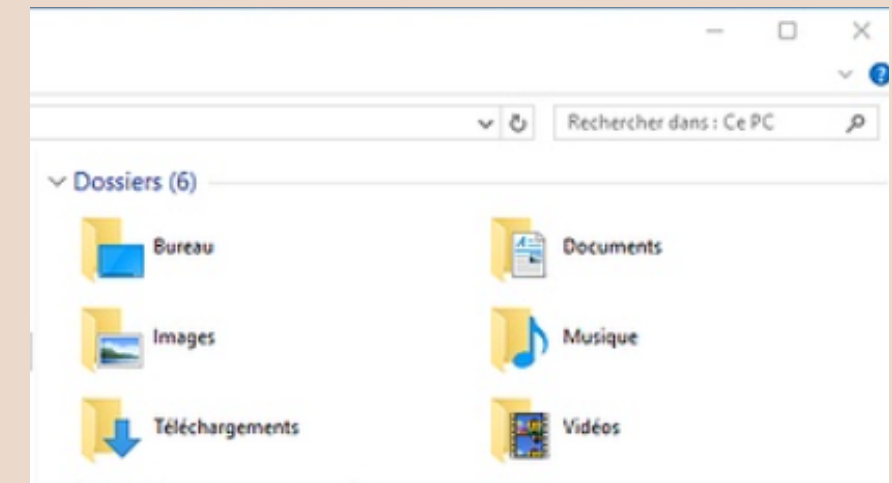 ?
Rechercher dans : Ce PC
Dossiers (6)
Bureau
Documents
Images
Musique
Téléchargements
Vidéos